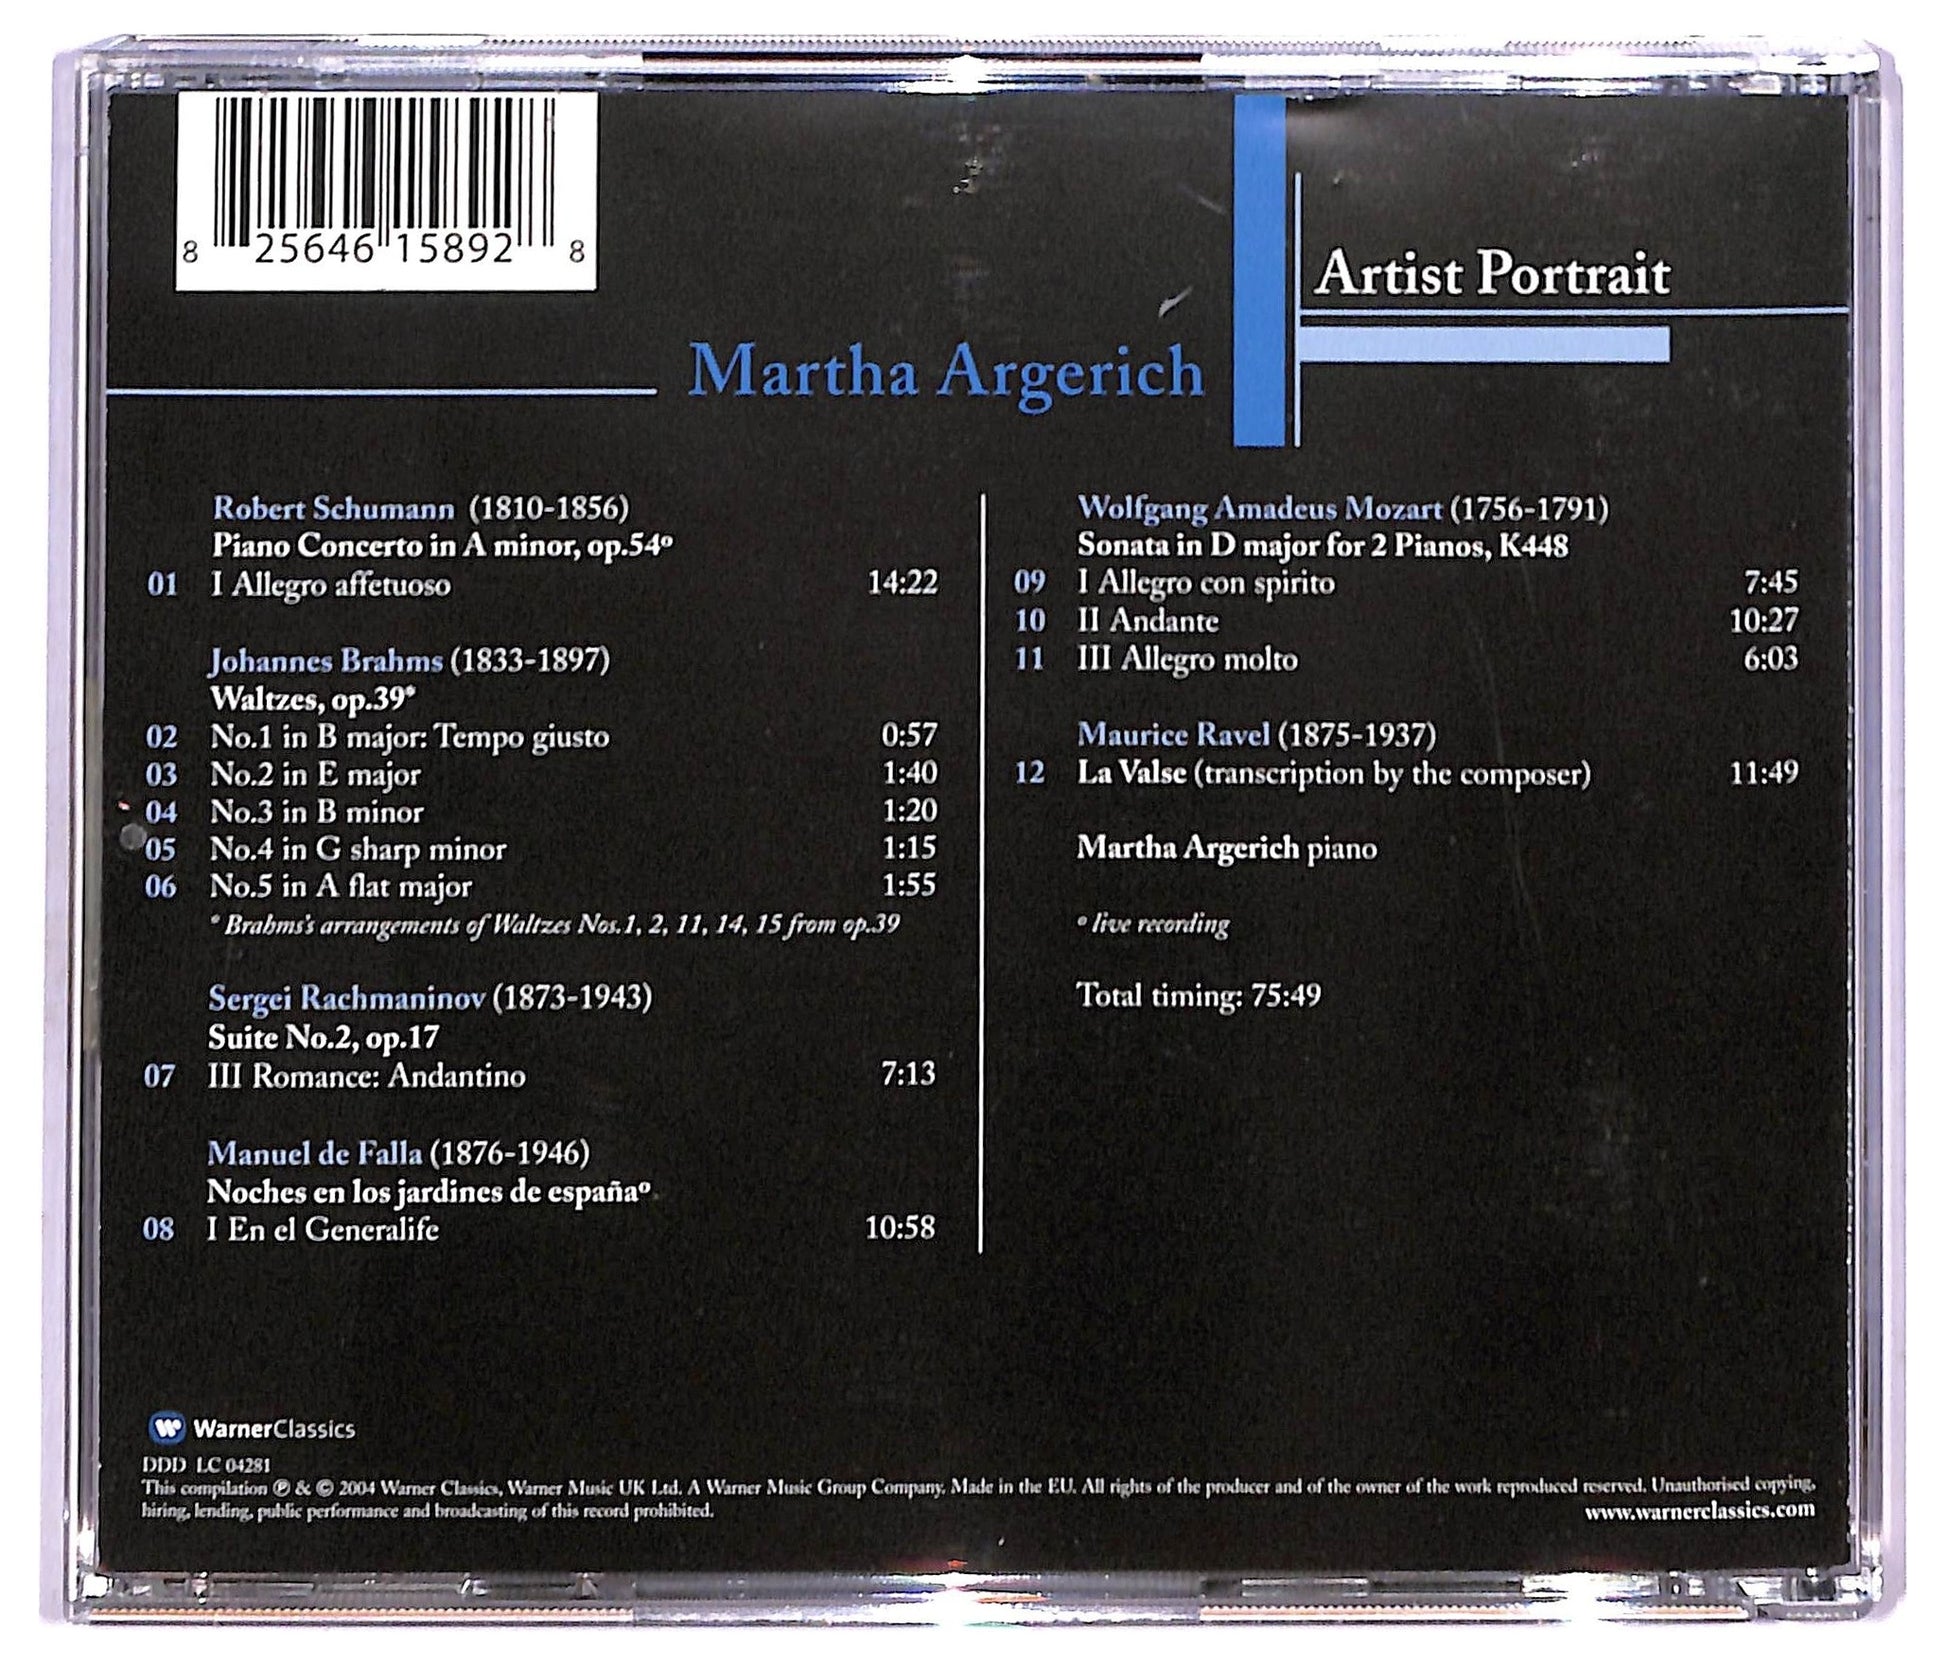 8 25646 15892 8
Artist Portrait
Martha Argerich
Robert Schumann (1810-1856)
Piano Concerto in A minor, op.54º
01 I Allegro affetuoso 14:22
Johannes Brahms (1833-1897)
Waltzes, op.39*
02 No.1 in B major: Tempo giusto 0:57
03 No.2 in E major 1:40
04 No.3 in B minor 1:20
05 No.4 in G sharp minor 1:15
06 No.5 in A flat major 1:55
* Brahms's arrangements of Waltzes Nos.1, 2, 11, 14, 15 from op.39
Sergei Rachmaninov (1873-1943)
Suite No.2, op.17
07 III Romance: Andantino 7:13
Manuel de Falla (1876-1946)
Noches en los jardines de españaº
08 I En el Generalife 10:58
Wolfgang Amadeus Mozart (1756-1791)
Sonata in D major for 2 Pianos, K448
09 I Allegro con spirito 7:45
10 II Andante 10:27
11 III Allegro molto 6:03
Maurice Ravel (1875-1937)
12 La Valse (transcription by the composer) 11:49
Martha Argerich piano
º live recording
Total timing: 75:49
WarnerClassics
DDD LC 04281
This compilation ℗ & © 2004 Warner Classics, Warner Music UK Ltd. A Warner Music Group Company. Made in the EU. All rights of the producer and of the owner of the work reproduced reserved. Unauthorised copying,
hiring, lending, public performance and broadcasting of this record prohibited.
www.warnerclassics.com